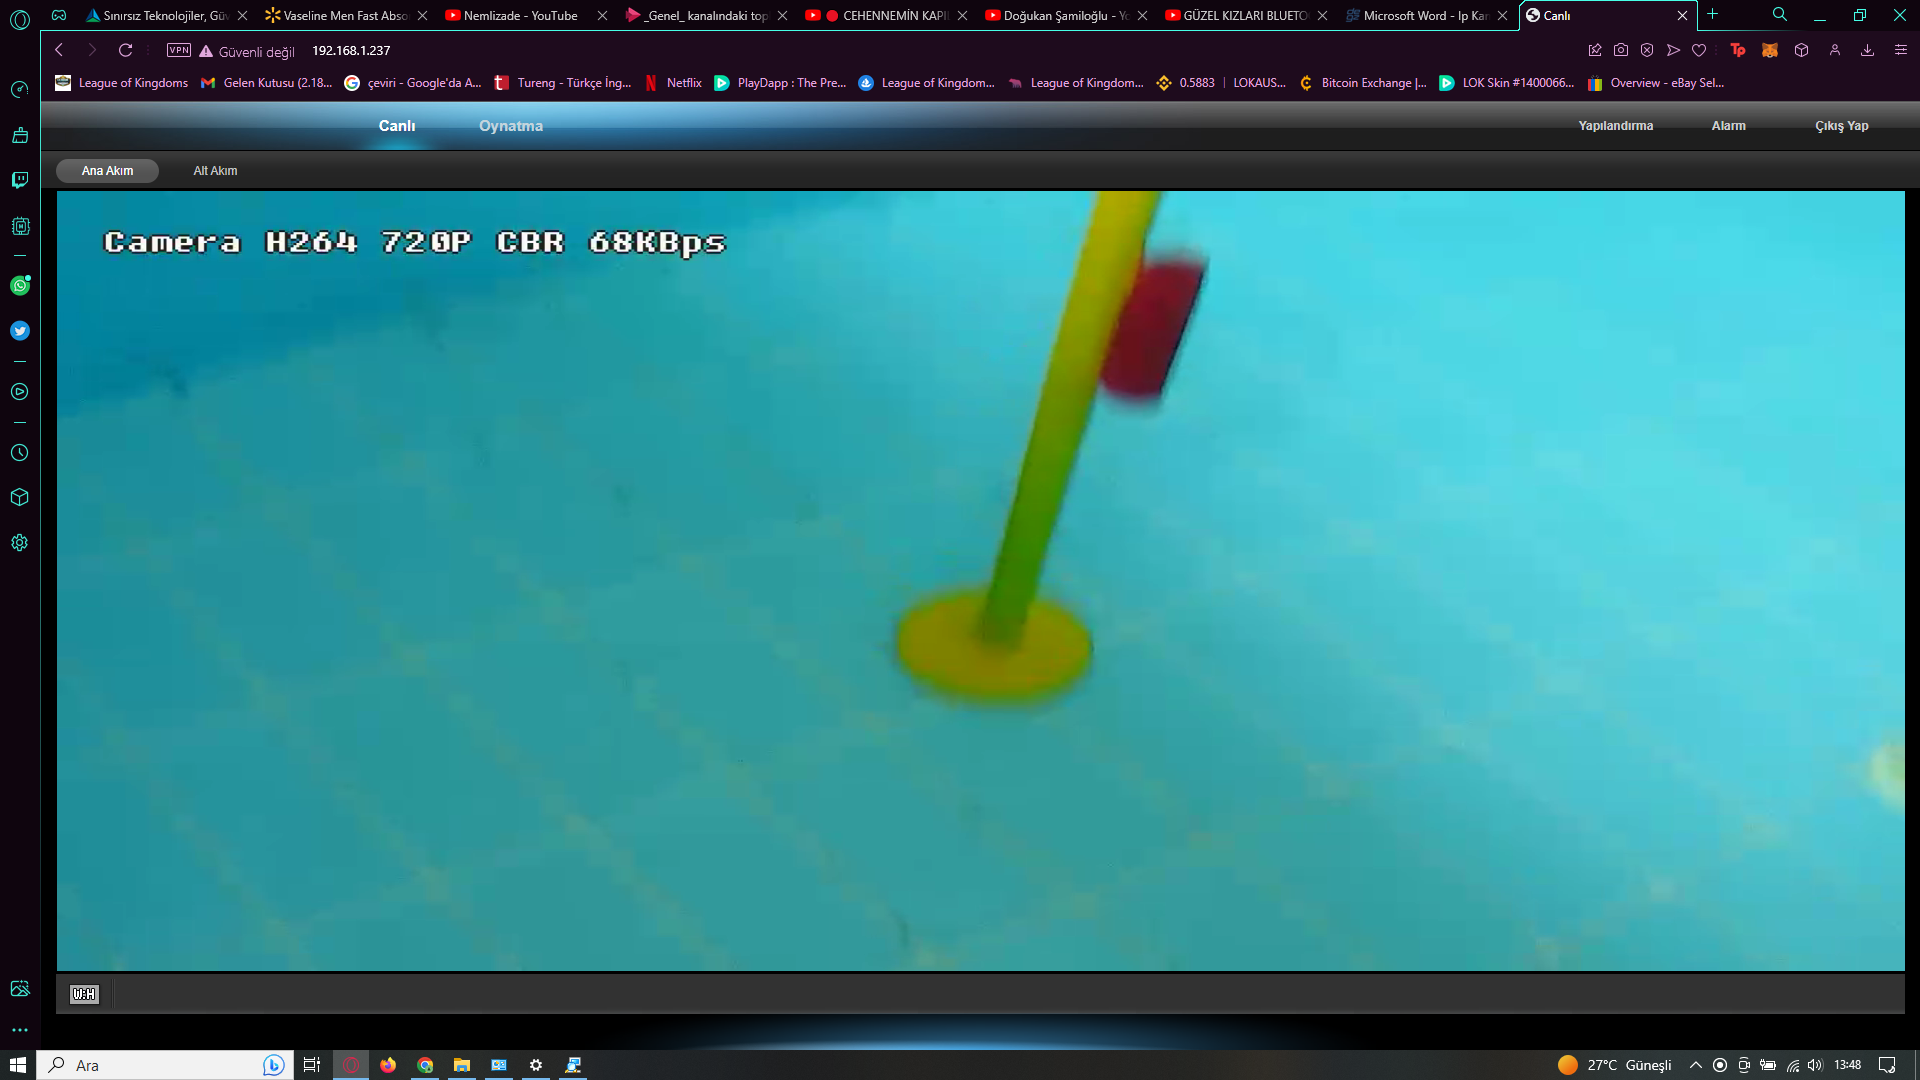 Sınırsız Teknolojiler, Gü
Vaseline Men Fast Abso
Nemlizade - YouTube
_Genel_ kanalındaki top
CEHENNEMİN KAPI
Doğukan Şamiloğlu - Yo
GÜZEL KIZLARI BLUETO
Microsoft Word - Ip Kam
Canlı
VPN Güvenli değil 192.168.1.237
League of Kingdoms
Gelen Kutusu (2.18...
çeviri - Google'da A...
Tureng - Türkçe İng...
Netflix
PlayDapp : The Pre...
League of Kingdom...
League of Kingdom...
0.5883 | LOKAUS...
Bitcoin Exchange |...
LOK Skin #1400066...
Overview - eBay Sel...
Canlı Oynatma Yapılandırma Alarm Çıkış Yap
Ana Akım Alt Akım
Camera H264 720P CBR 68KBps
W:H
Ara
27°C Güneşli
13:48